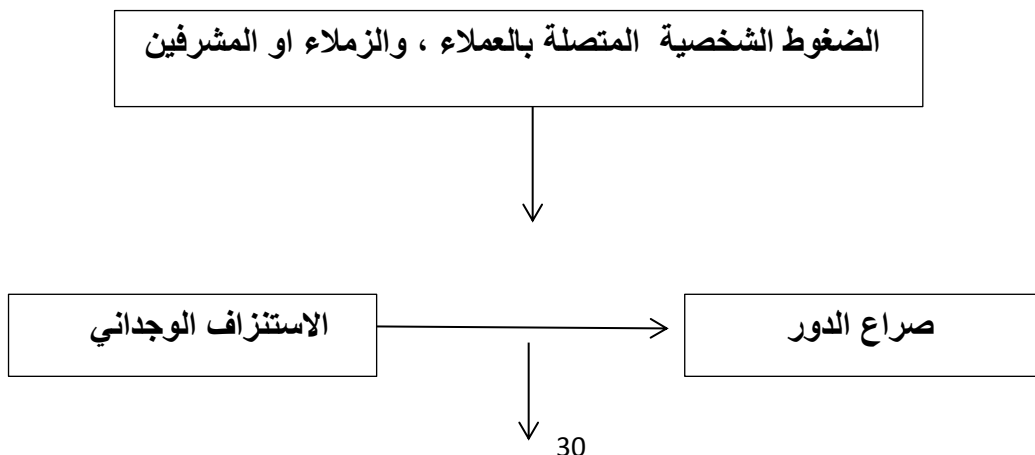 الضغوط الشخصية المتصلة بالعملاء ، والزملاء او المشرفين
صراع الدور
الاستنزاف الوجداني
30